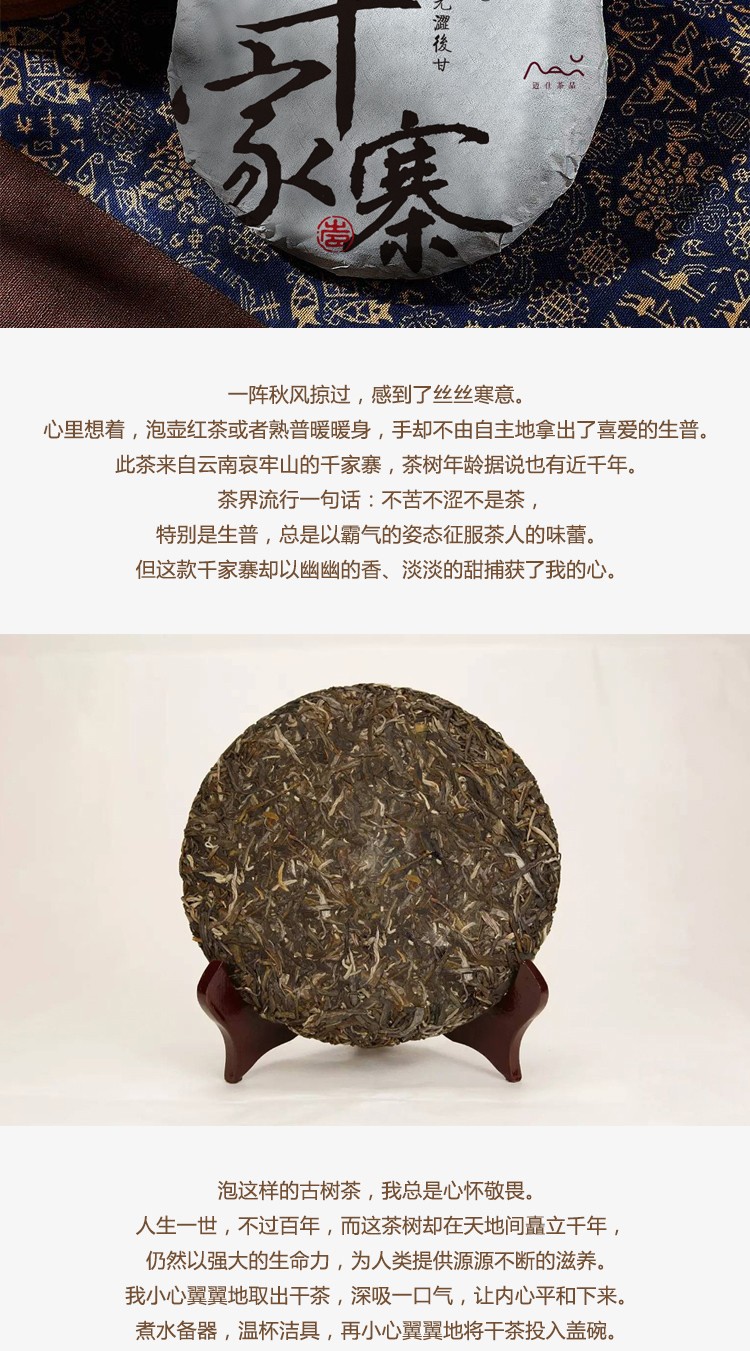 千
家
寨
先澀後甘
迈仕茶品
一阵秋风掠过，感到了丝丝寒意。
心里想着，泡壶红茶或者熟普暖暖身，手却不由自主地拿出了喜爱的生普。
此茶来自云南哀牢山的千家寨，茶树年龄据说也有近千年。
茶界流行一句话：不苦不涩不是茶，
特别是生普，总是以霸气的姿态征服茶人的味蕾。
但这款千家寨却以幽幽的香、淡淡的甜捕获了我的心。
泡这样的古树茶，我总是心怀敬畏。
人生一世，不过百年，而这茶树却在天地间矗立千年，
仍然以强大的生命力，为人类提供源源不断的滋养。
我小心翼翼地取出干茶，深吸一口气，让内心平和下来。
煮水备器，温杯洁具，再小心翼翼地将干茶投入盖碗。